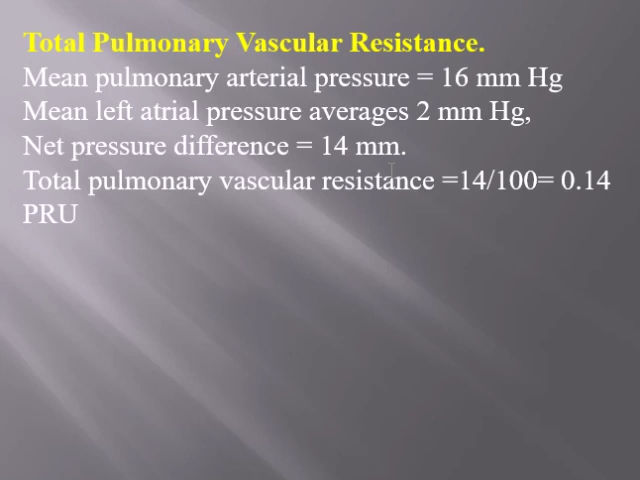 Total Pulmonary Vascular Resistance.
Mean pulmonary arterial pressure = 16 mm Hg
Mean left atrial pressure averages 2 mm Hg,
Net pressure difference = 14 mm.
Total pulmonary vascular resistance =14/100= 0.14
PRU